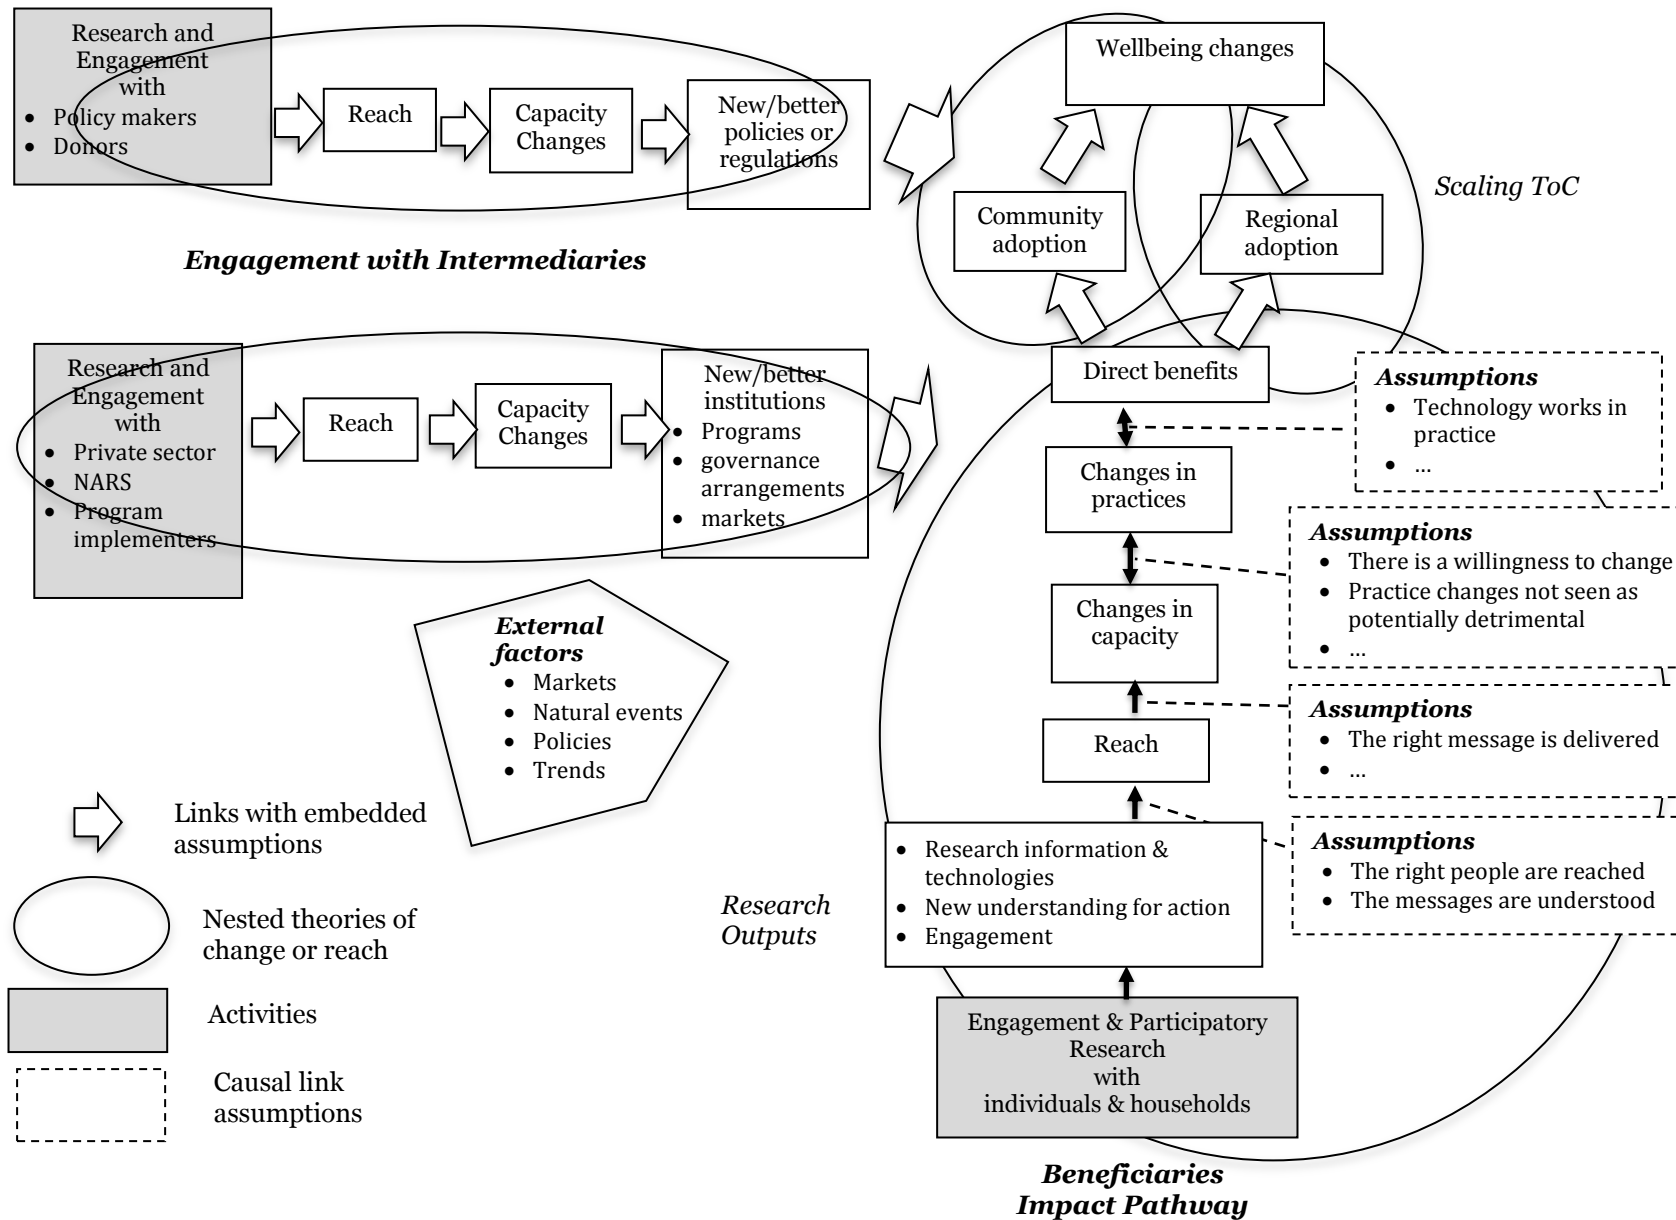 Research and
Engagement
with
• Policy makers
• Donors
Reach
Capacity
Changes
New/better
policies or
regulations
Engagement with Intermediaries
Research and
Engagement
with
• Private sector
• NARS
• Program
implementers
Reach
Capacity
Changes
New/better
institutions
• Programs
• governance
arrangements
• markets
External
factors
• Markets
• Natural events
• Policies
• Trends
Links with embedded
assumptions
Nested theories of
change or reach
Activities
Causal link
assumptions
Wellbeing changes
Community
adoption
Regional
adoption
Scaling ToC
Direct benefits
Assumptions
• Technology works in
practice
• …
Changes in
practices
Assumptions
• There is a willingness to change
• Practice changes not seen as
potentially detrimental
• …
Changes in
capacity
Assumptions
• The right message is delivered
• …
Reach
Assumptions
• The right people are reached
• The messages are understood
Research
Outputs
• Research information &
technologies
• New understanding for action
• Engagement
Engagement & Participatory
Research
with
individuals & households
Beneficiaries
Impact Pathway